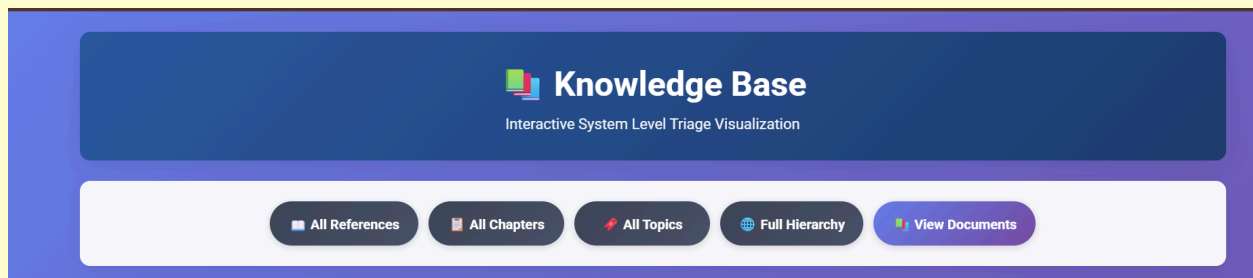 Knowledge Base
Interactive System Level Triage Visualization
All References
All Chapters
All Topics
Full Hierarchy
View Documents